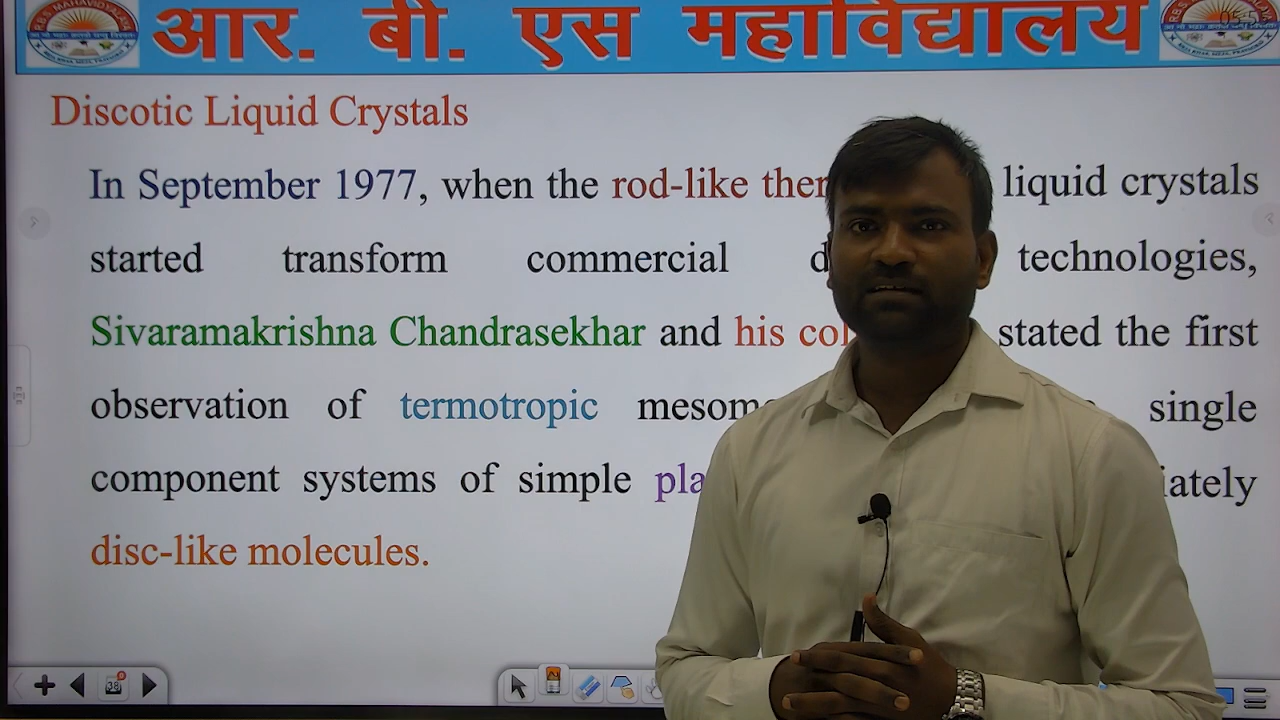 आर. बी. एस महाविद्यालय
Discotic Liquid Crystals
In September 1977, when the rod-like liquid crystals
started transform commercial technologies,
Sivaramakrishna Chandrasekhar and his stated the first
observation of termotropic single
component systems of simple
disc-like molecules.
38